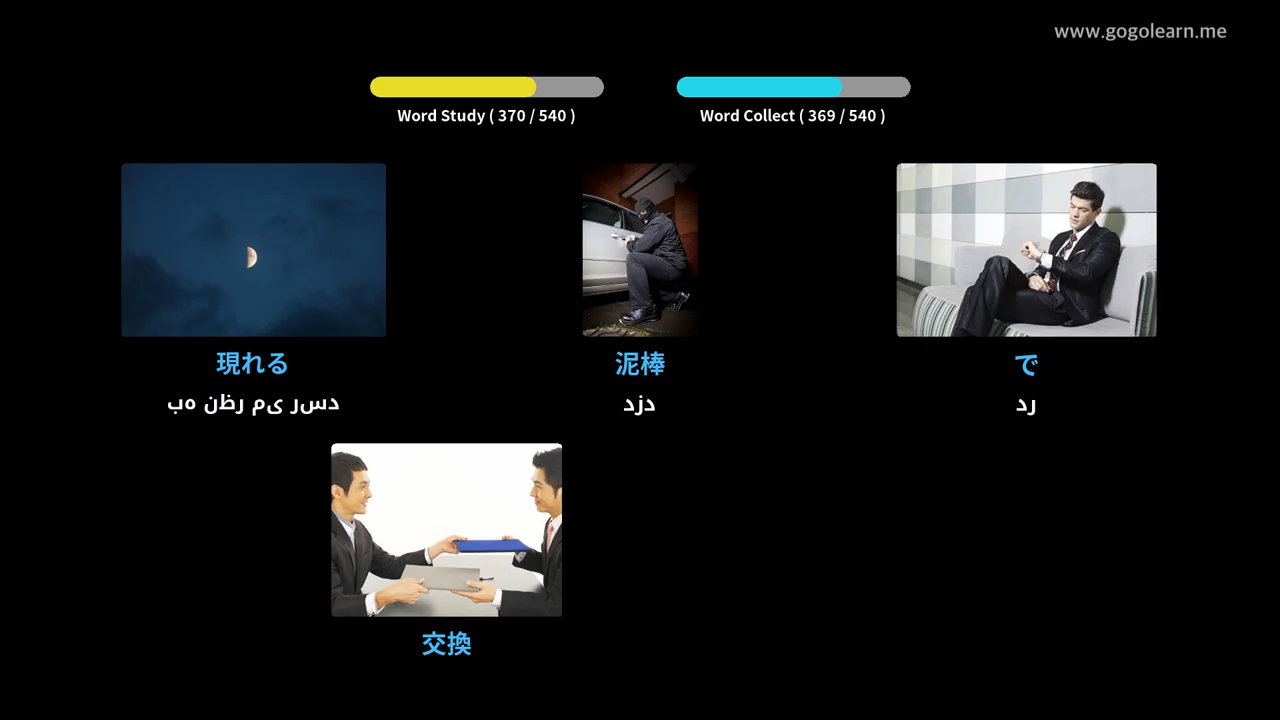 www.gogolearn.me
Word Study ( 370 / 540 )
Word Collect ( 369 / 540 )
現れる
دسر یم رظن هب
泥棒
دزد
で
رد
交換